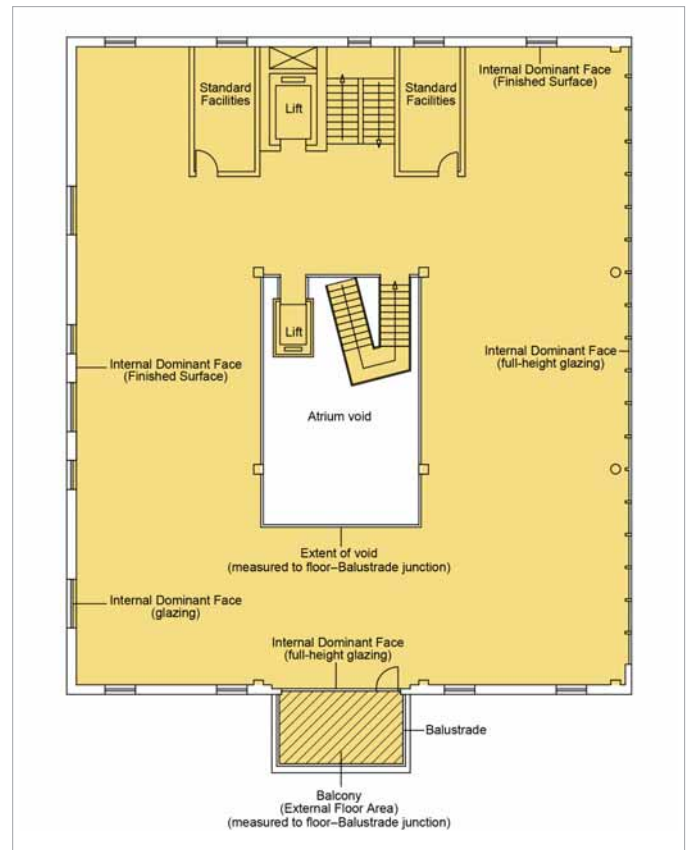 Internal Dominant Face
(Finished Surface)
Standard
Facilities
Lift
Standard
Facilities
Lift
Internal Dominant Face
(full-height glazing)
Internal Dominant Face
(Finished Surface)
Atrium void
Extent of void
(measured to floor–Balustrade junction)
Internal Dominant Face
(glazing)
Internal Dominant Face
(full-height glazing)
Balustrade
Balcony
(External Floor Area)
(measured to floor–Balustrade junction)